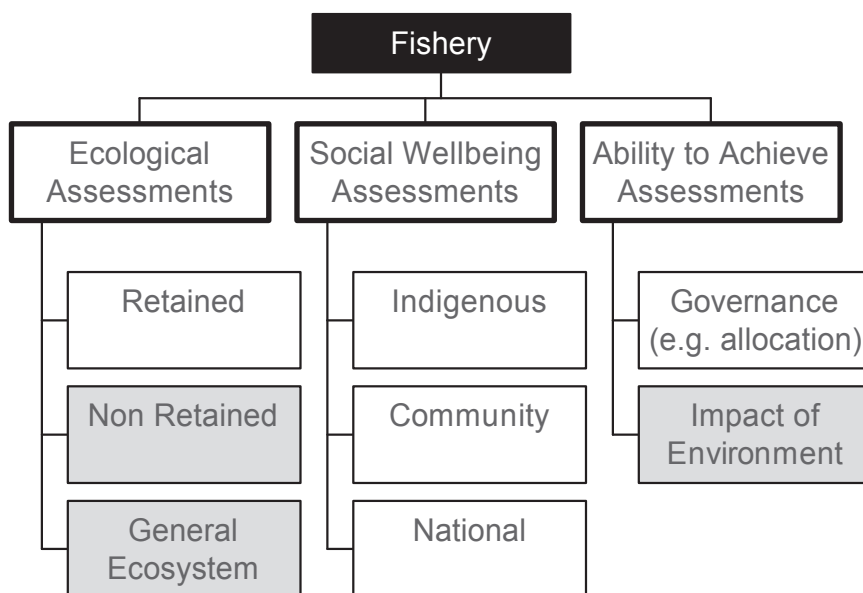 Fishery
Ecological
Assessments
Social Wellbeing
Assessments
Ability to Achieve
Assessments
Retained
Non Retained
General
Ecosystem
Indigenous
Community
National
Governance
(e.g. allocation)
Impact of
Environment